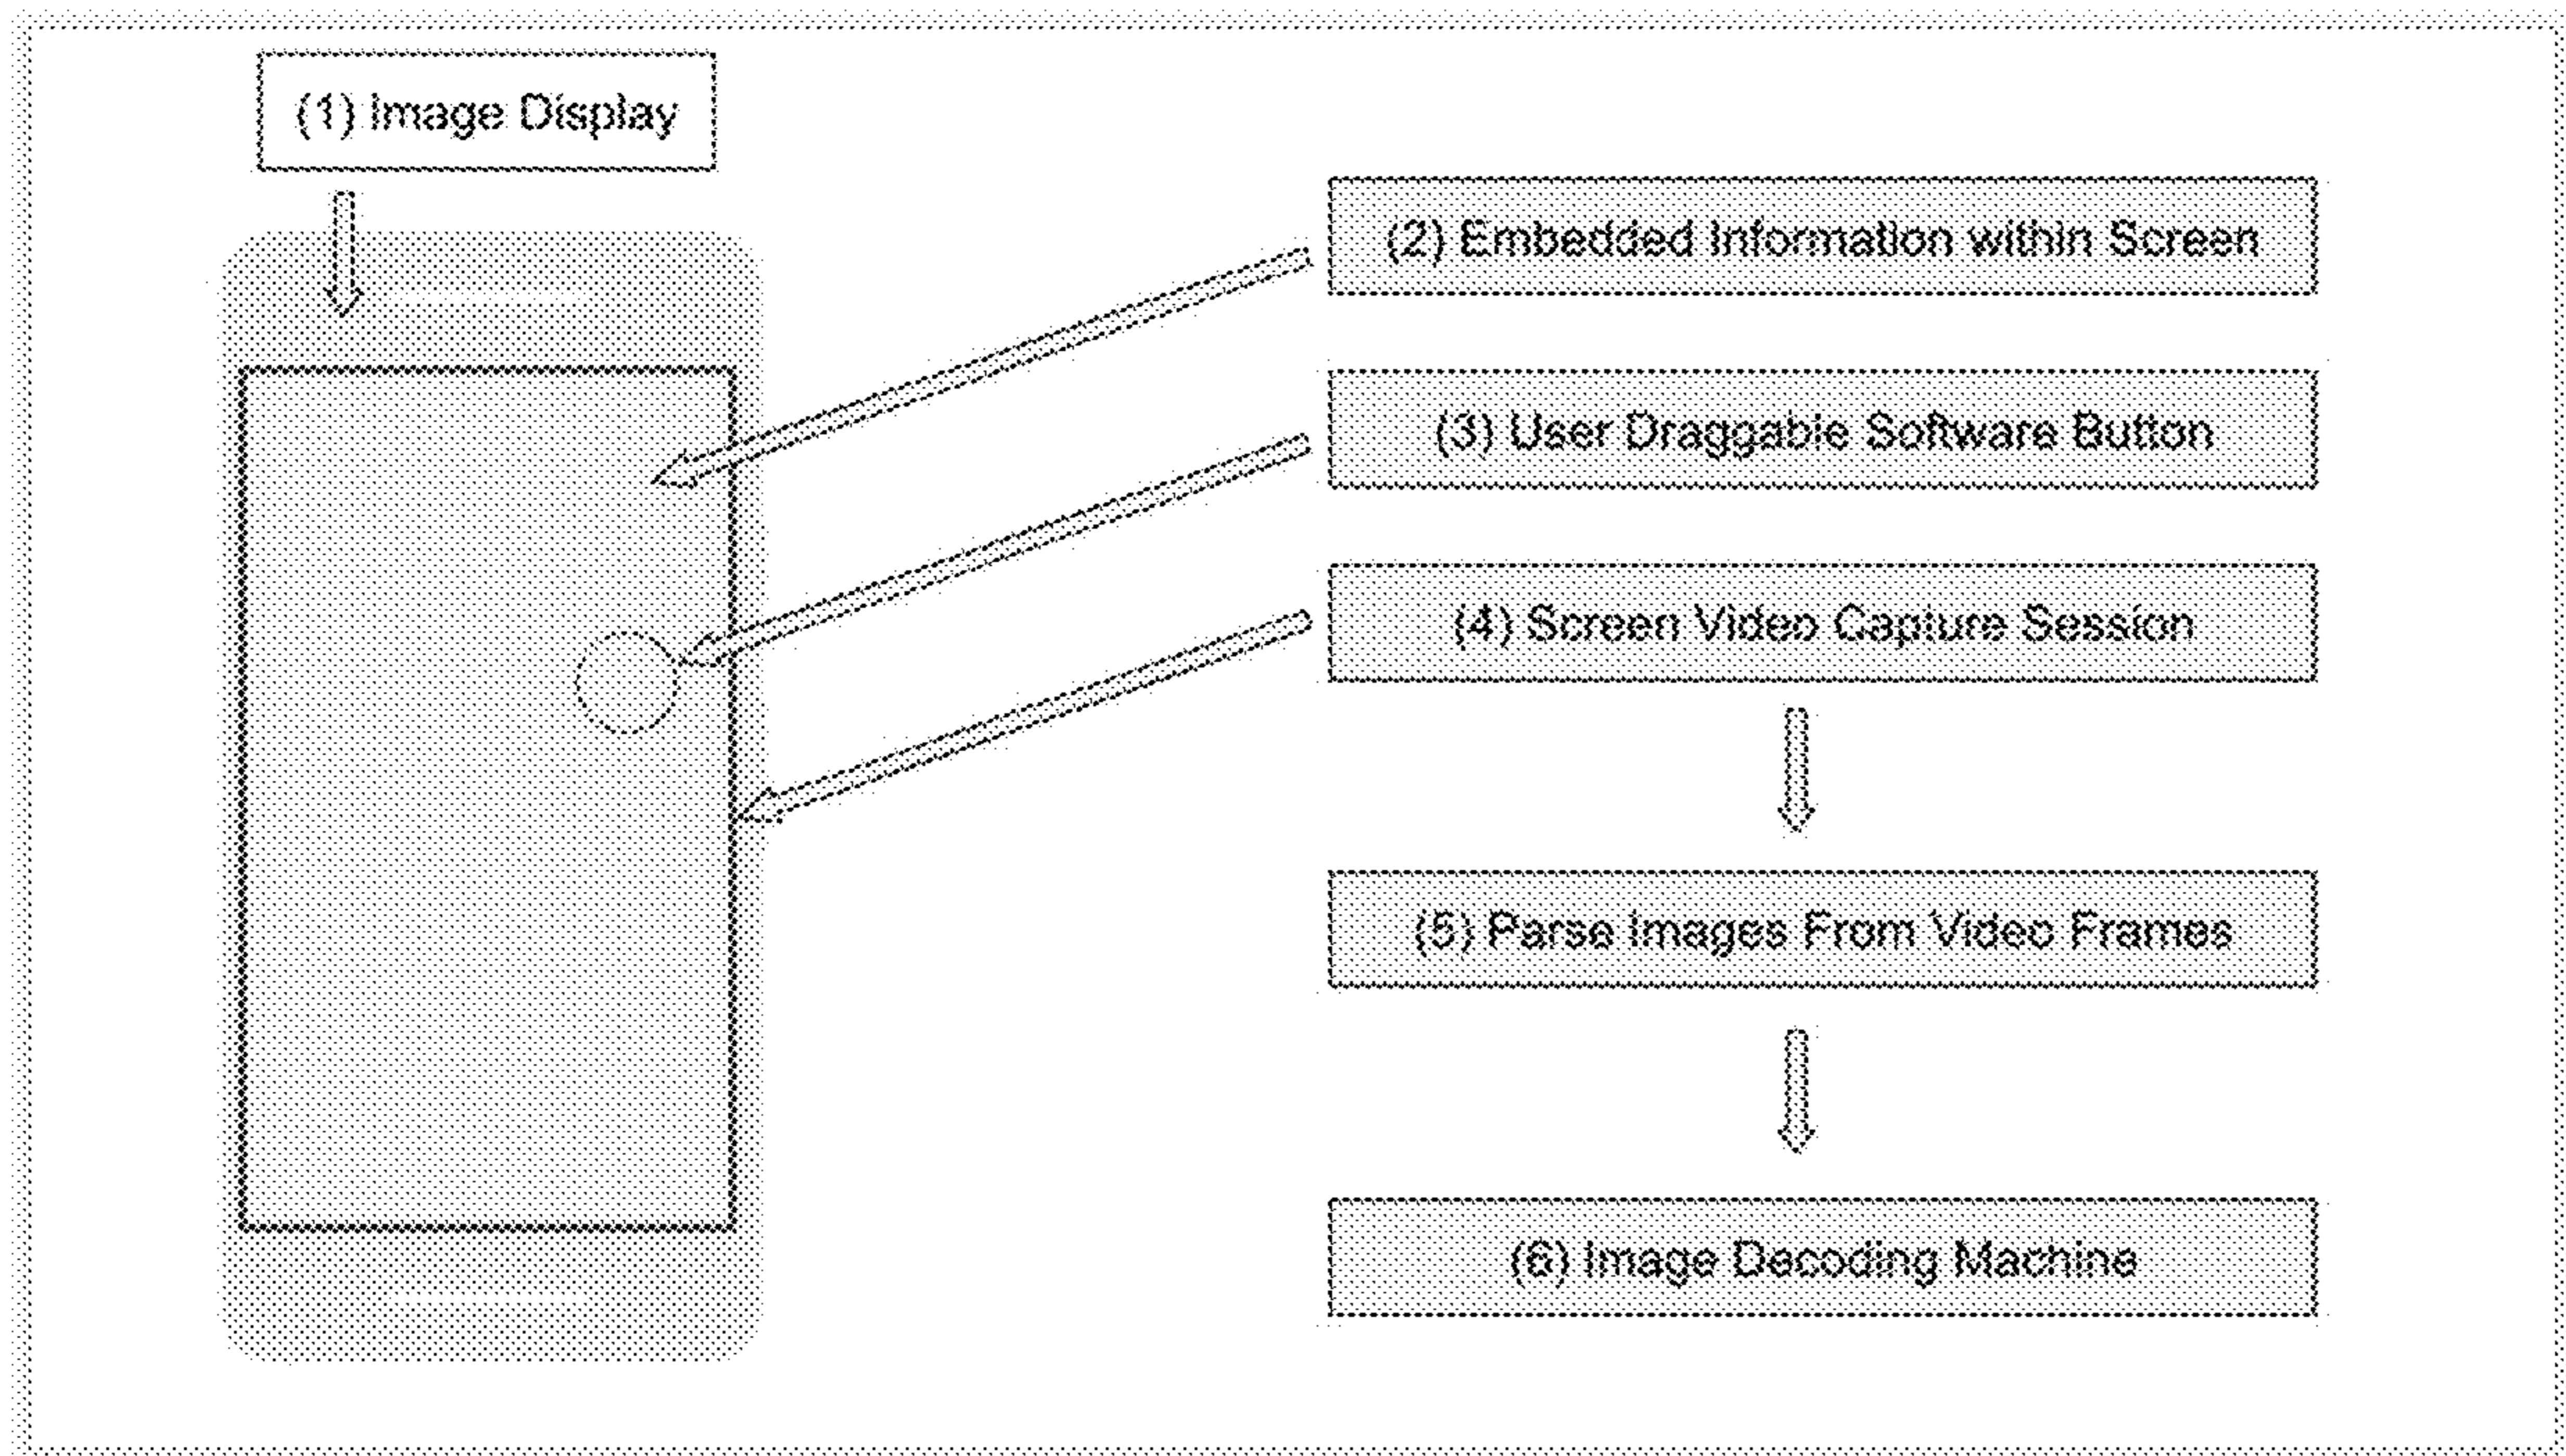 (1) Image Display
(2) Embedded Information within Screen
(3) User Draggable Software Button
(4) Screen Video Capture Session
(5) Parse Images From Video Frames
(6) Image Decoding Machine